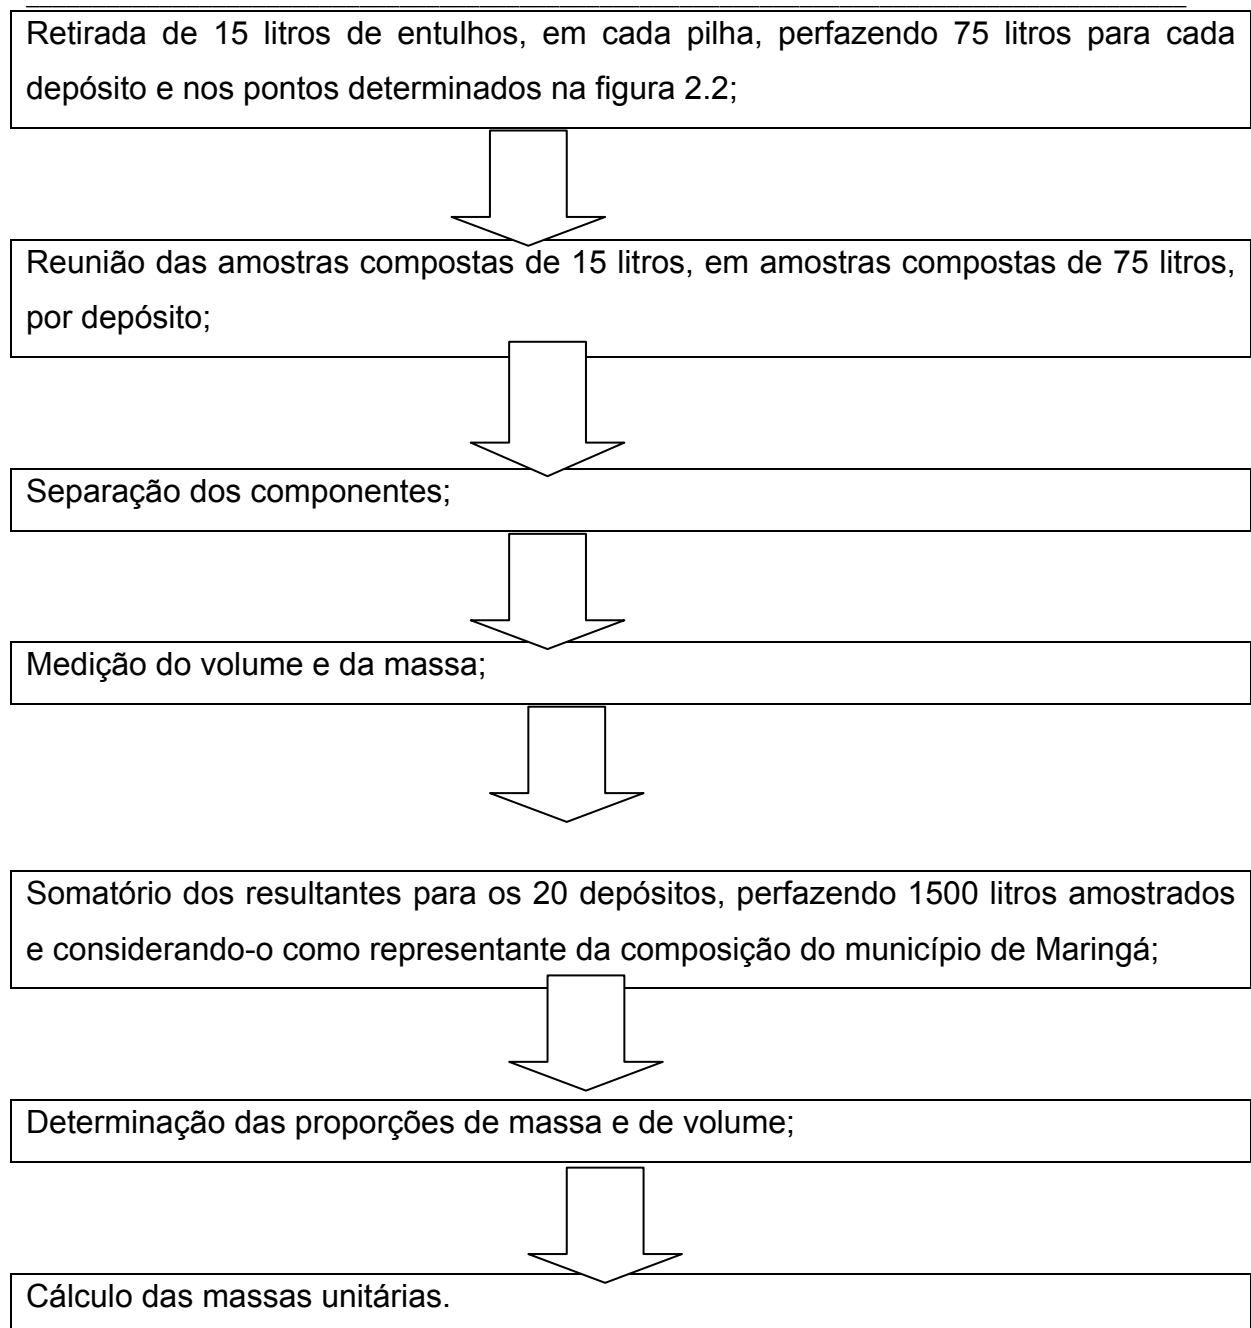 Retirada de 15 litros de entulhos, em cada pilha, perfazendo 75 litros para cada
depósito e nos pontos determinados na figura 2.2;
Reunião das amostras compostas de 15 litros, em amostras compostas de 75 litros,
por depósito;
Separação dos componentes;
Medição do volume e da massa;
Somatório dos resultantes para os 20 depósitos, perfazendo 1500 litros amostrados
e considerando-o como representante da composição do município de Maringá;
Determinação das proporções de massa e de volume;
Cálculo das massas unitárias.